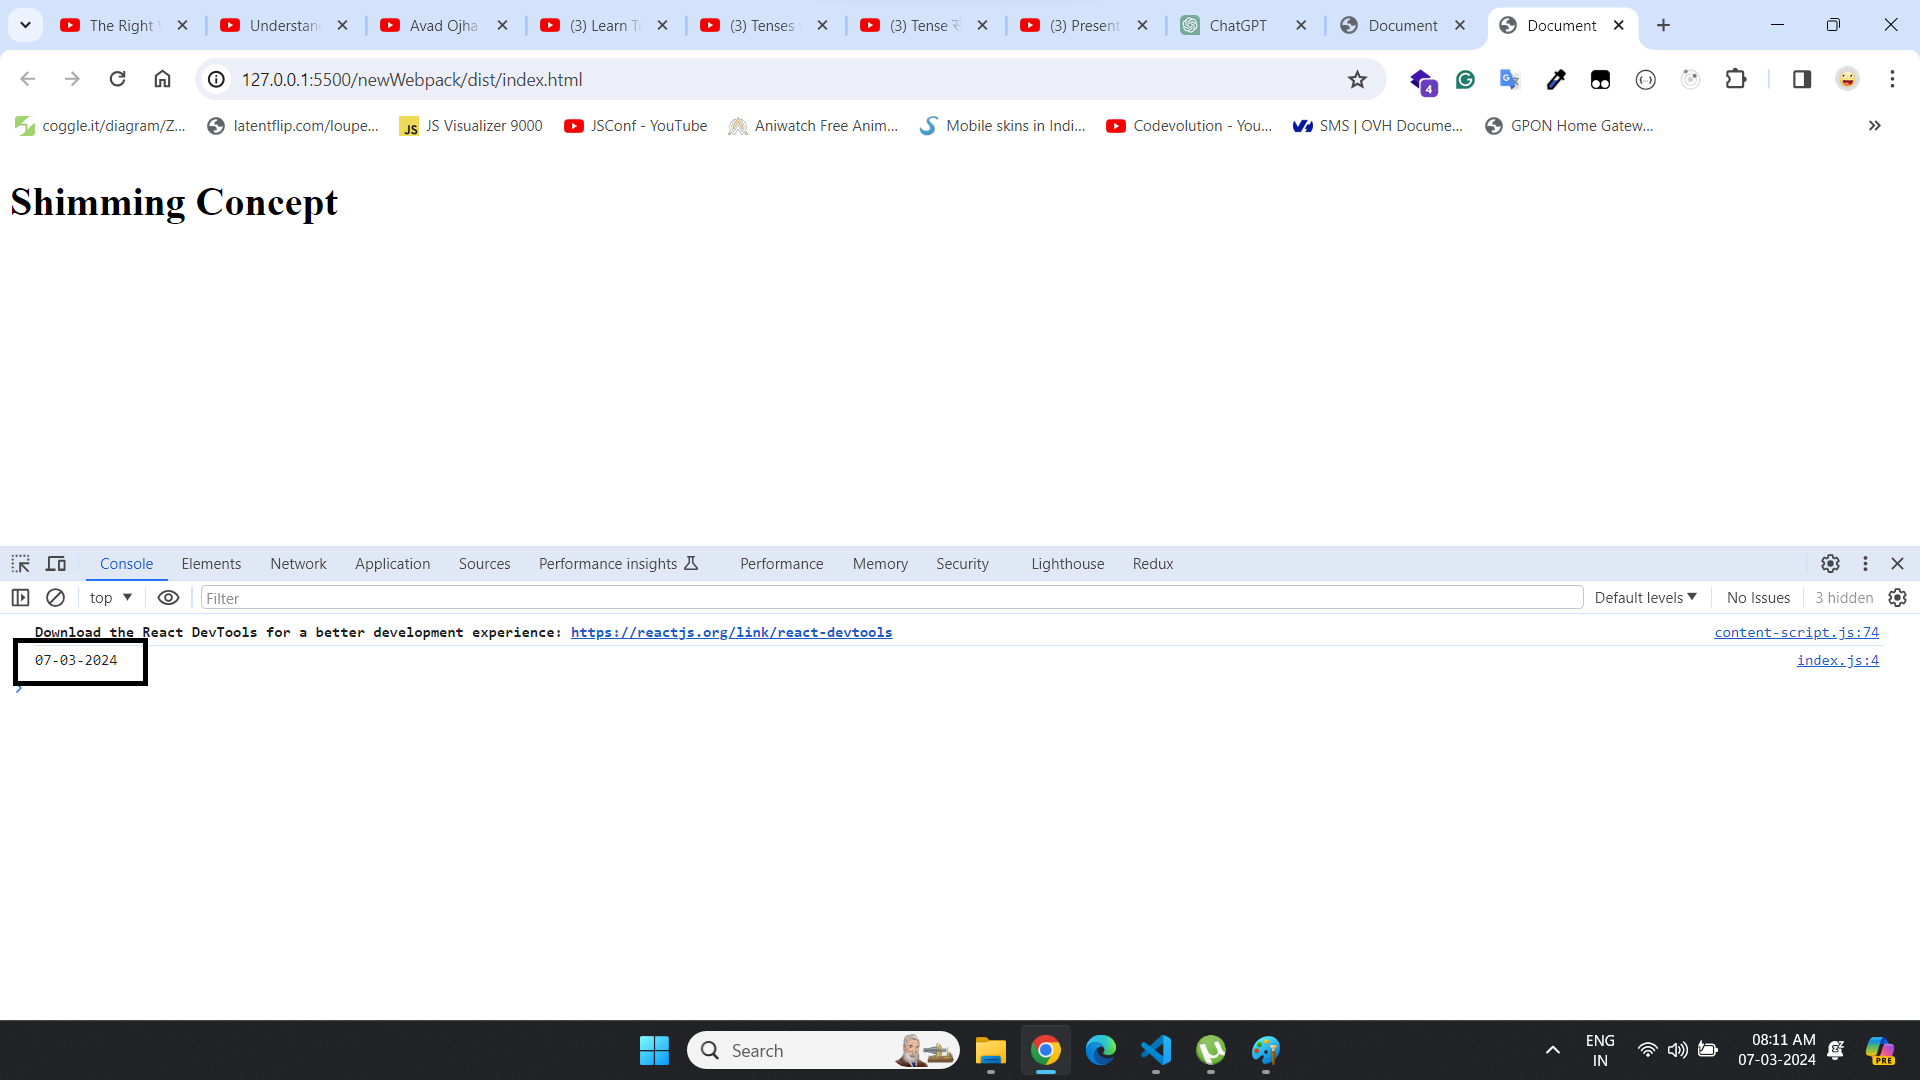 The Right
Understand
Avad Ojha
(3) Learn
(3) Tenses
(3) Tense
(3) Present
ChatGPT
Document
Document
127.0.0.1:5500/newWebpack/dist/index.html
4
coggle.it/diagram/Z...
latentflip.com/loupe...
JS
JS Visualizer 9000
JSConf - YouTube
Aniwatch Free Anim...
Mobile skins in Indi...
Codevolution - You...
SMS | OVH Docume...
GPON Home Gatew...
Shimming Concept
Console
Elements
Network
Application
Sources
Performance insights
Performance
Memory
Security
Lighthouse
Redux
top
Filter
Default levels
No Issues
3 hidden
Download the React DevTools for a better development experience: https://reactjs.org/link/react-devtools
content-script.js:74
07-03-2024
index.js:4
Search
ENG
IN
08:11 AM
07-03-2024
PRE